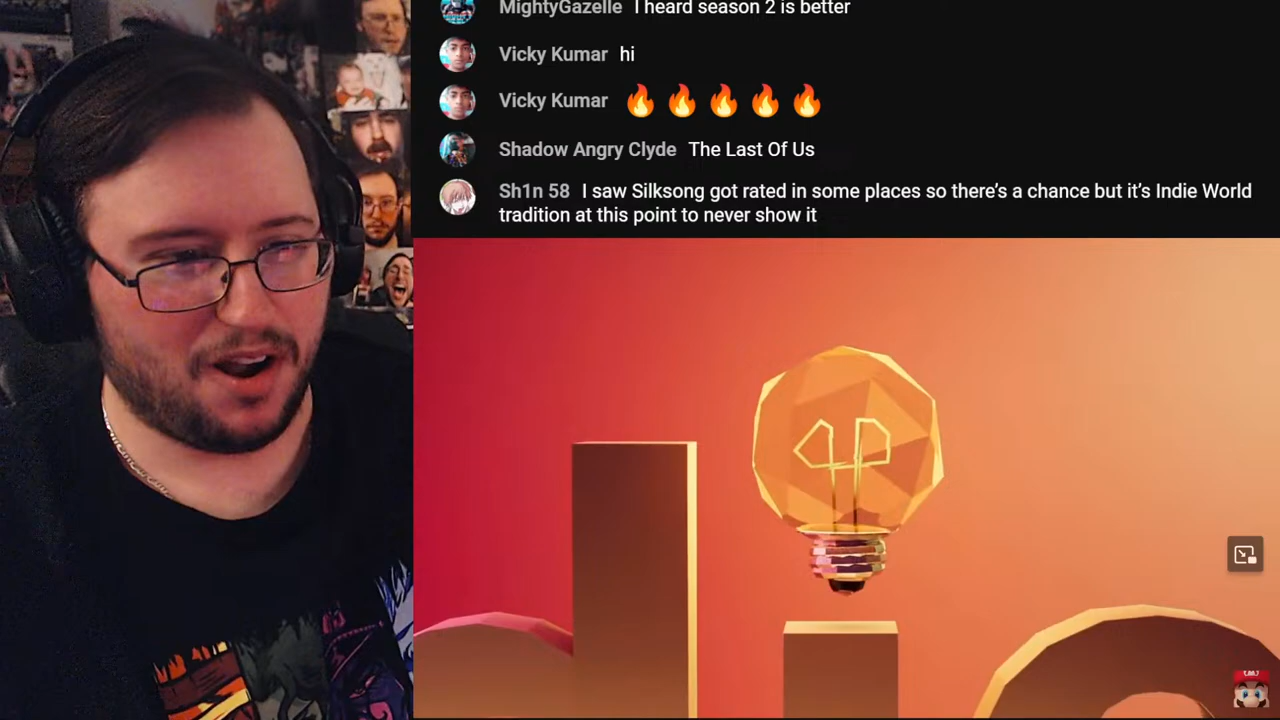 MightyGazelle I heard season 2 is better
Vicky Kumar hi
Vicky Kumar 🔥🔥🔥🔥🔥
Shadow Angry Clyde The Last Of Us
Sh1n 58 I saw Silksong got rated in some places so there’s a chance but it’s Indie World
tradition at this point to never show it